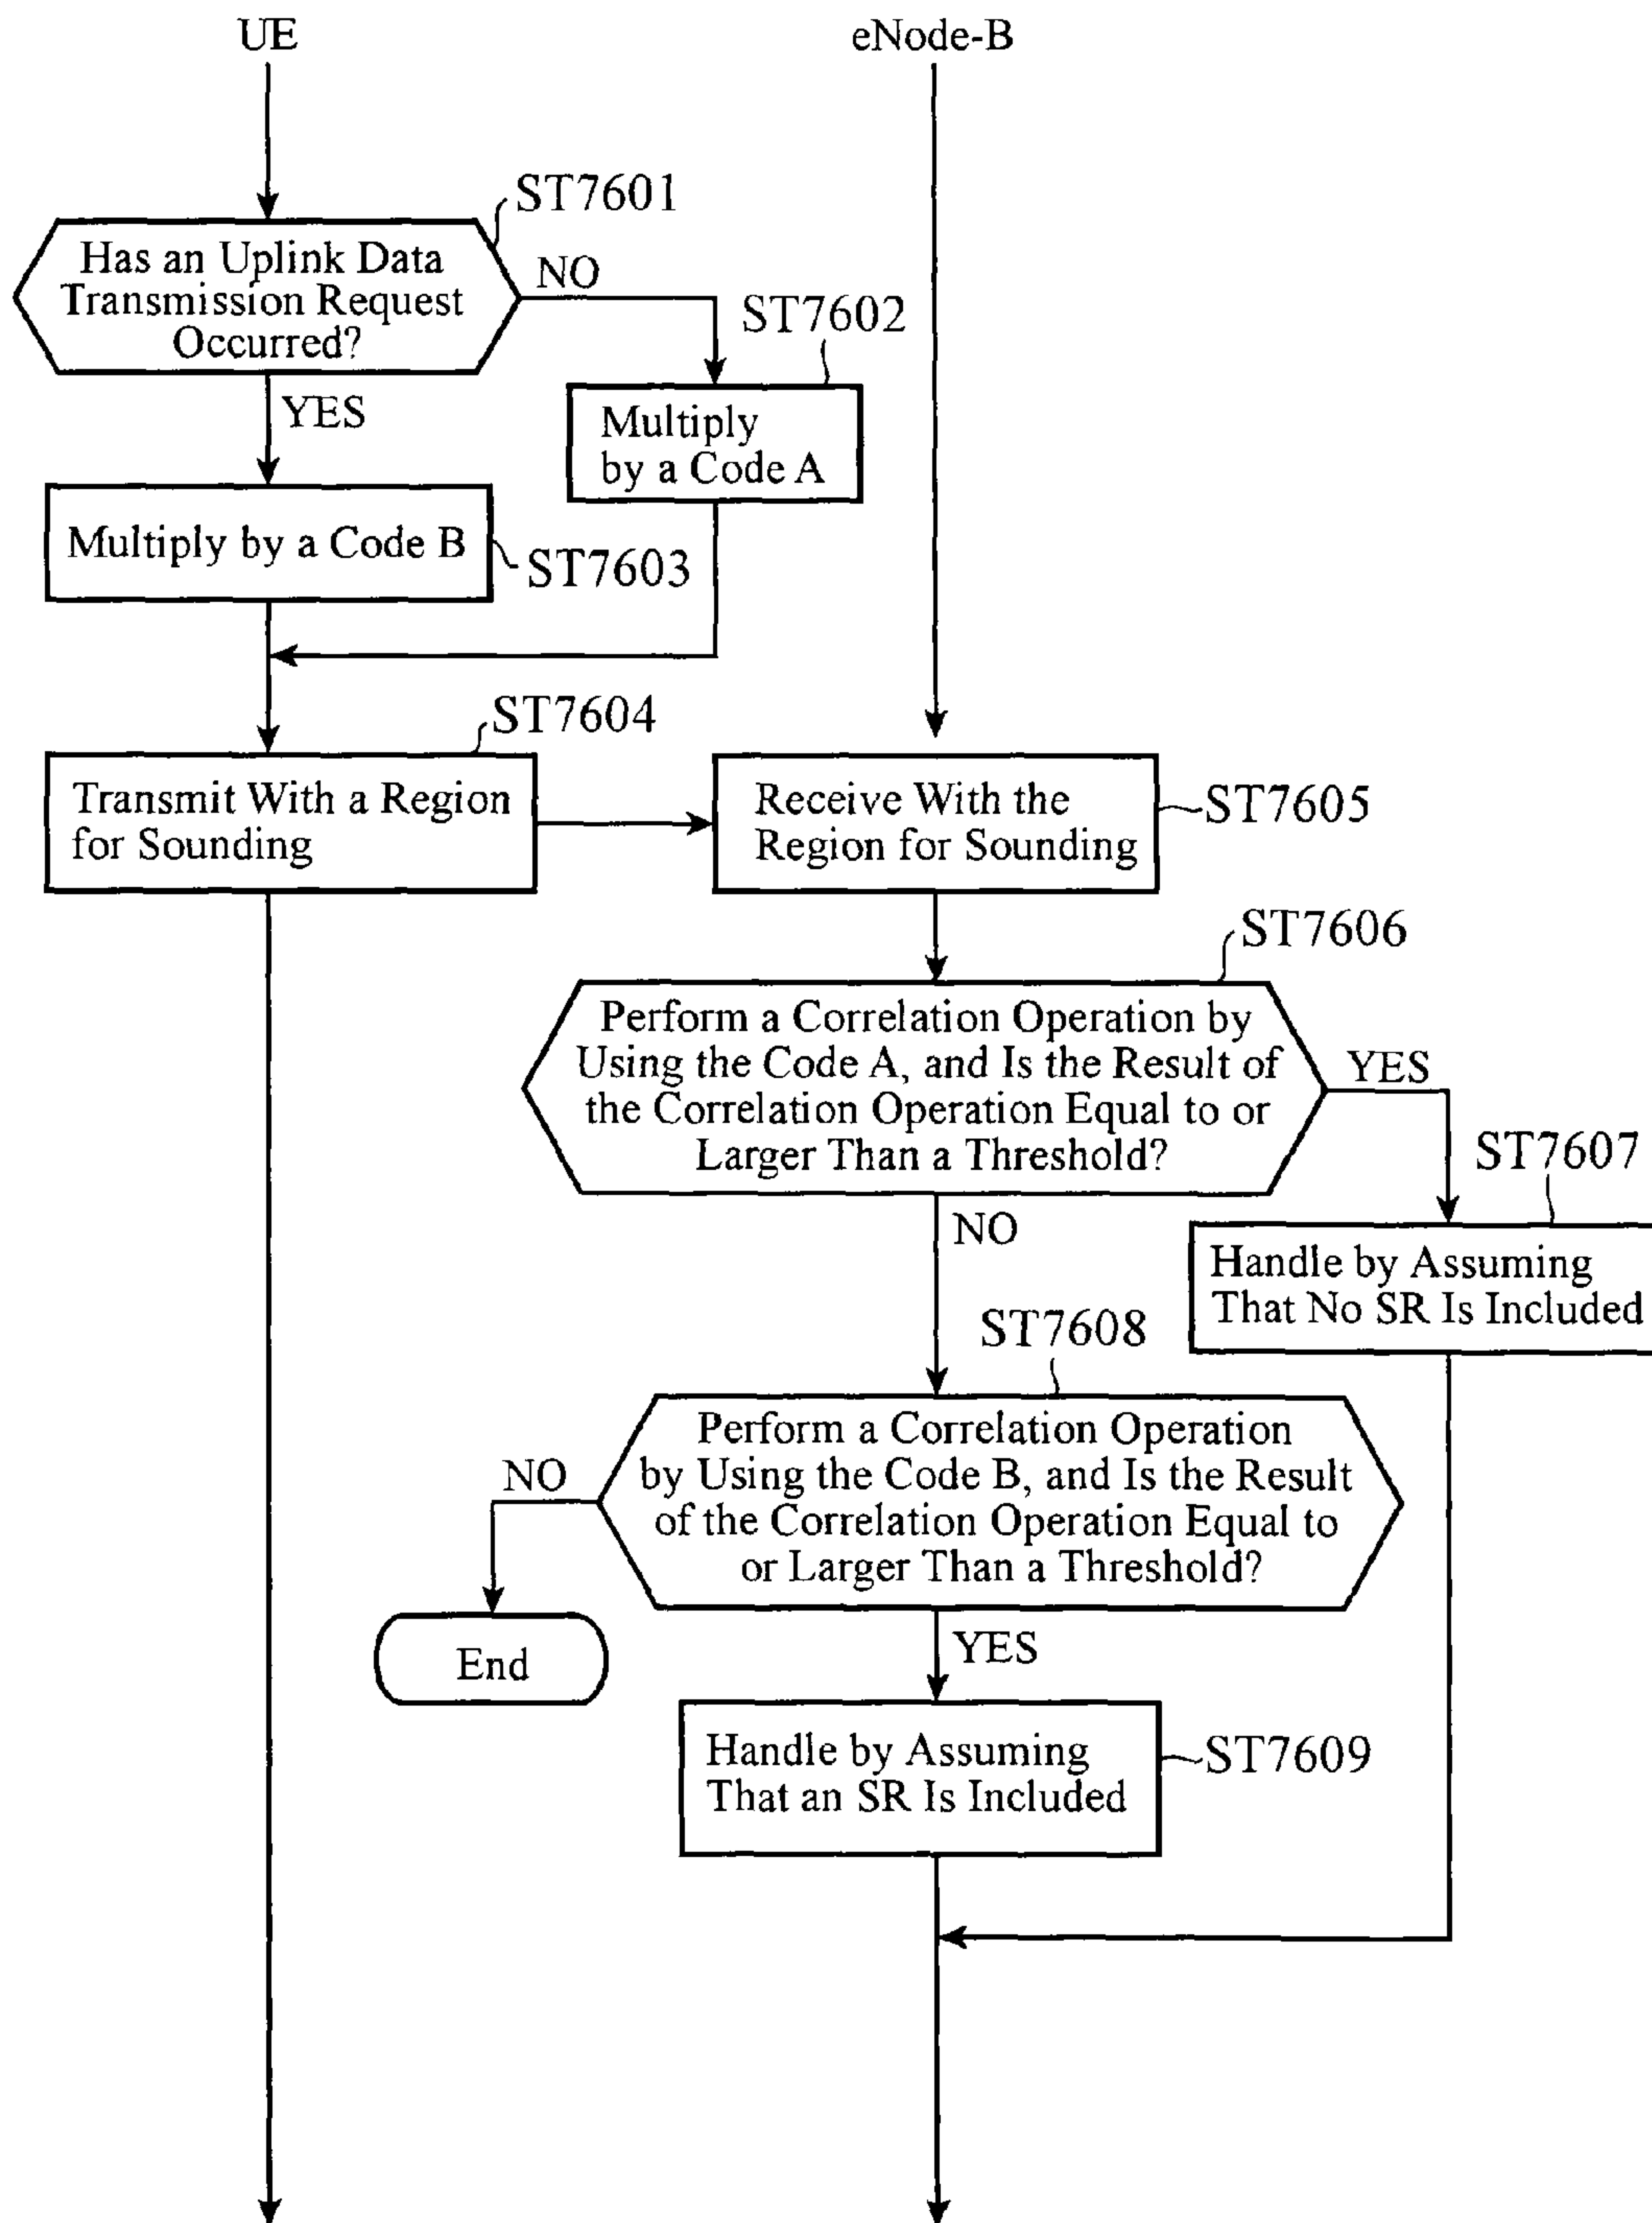 UE
eNode-B
ST7601
Has an Uplink Data
Transmission Request
Occurred?
NO
ST7602
YES
Multiply
by a Code A
Multiply by a Code B
ST7603
ST7604
Transmit With a Region
for Sounding
Receive With the
Region for Sounding
ST7605
ST7606
Perform a Correlation Operation by
Using the Code A, and Is the Result of
the Correlation Operation Equal to or
Larger Than a Threshold?
YES
ST7607
NO
Handle by Assuming
That No SR Is Included
ST7608
Perform a Correlation Operation
by Using the Code B, and Is the Result
of the Correlation Operation Equal to
or Larger Than a Threshold?
NO
End
YES
Handle by Assuming
That an SR Is Included
ST7609